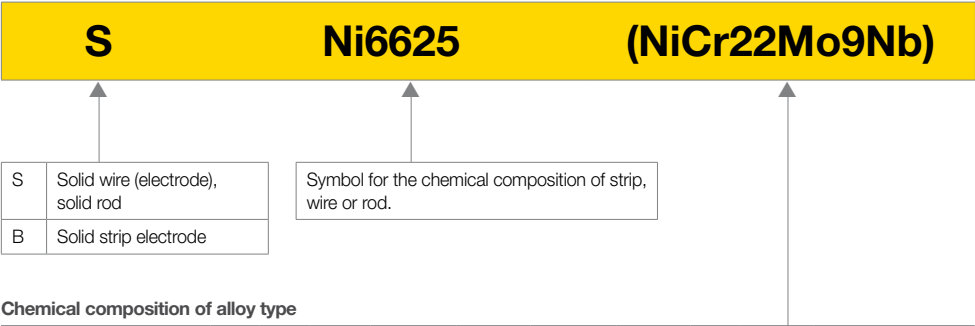 S Ni6625 (NiCr22Mo9Nb)
S Solid wire (electrode),
solid rod
B Solid strip electrode
Symbol for the chemical composition of strip,
wire or rod.
Chemical composition of alloy type